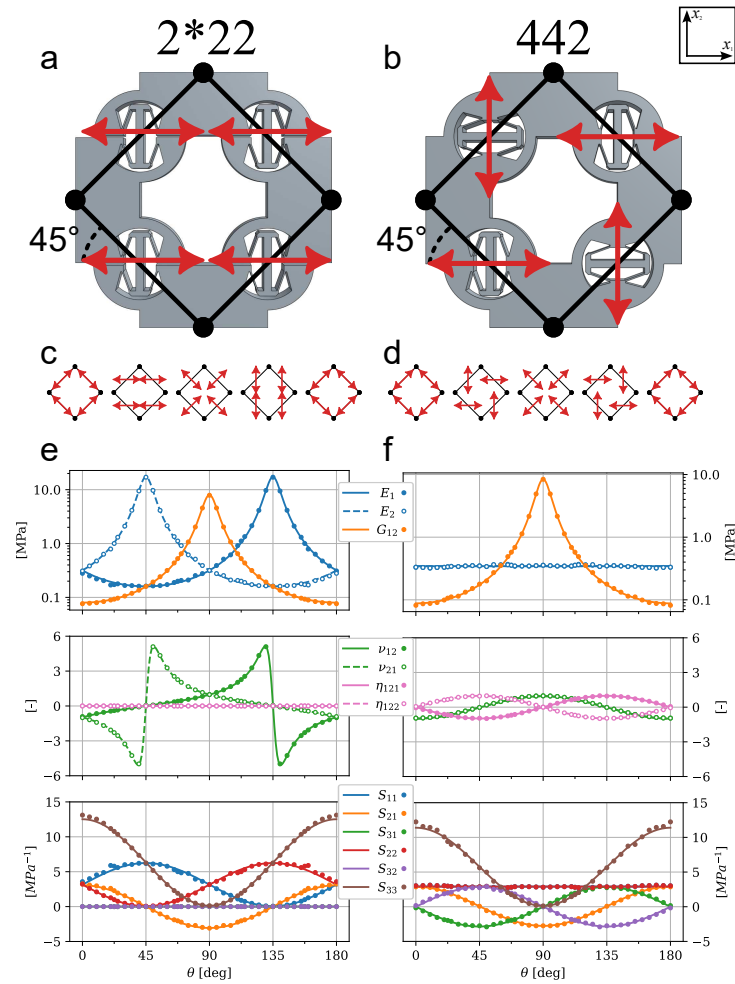 2*22
442
x₂
x₁
a
b
45°
45°
c
d
e
f
[MPa]
10.0
1.0
0.1
E₁
E₂
G₁₂
10.0
1.0
0.1
[MPa]
[-]
6
3
0
−3
−6
ν₁₂
ν₂₁
η₁₂₁
η₁₂₂
6
3
0
−3
−6
[-]
[MPa⁻¹]
15
10
5
0
−5
S₁₁
S₂₁
S₃₁
S₂₂
S₃₂
S₃₃
15
10
5
0
−5
[MPa⁻¹]
0 45 90 135 180
0 45 90 135 180
θ [deg]
θ [deg]